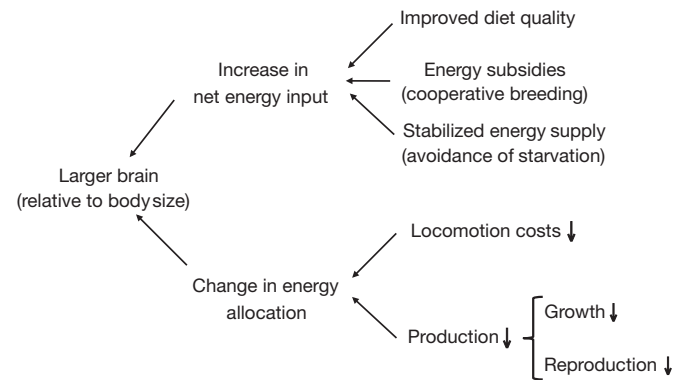 Improved diet quality
Increase in
net energy input
Energy subsidies
(cooperative breeding)
Stabilized energy supply
(avoidance of starvation)
Larger brain
(relative to body size)
Locomotion costs ↓
Change in energy
allocation
Production ↓
Growth ↓
Reproduction ↓